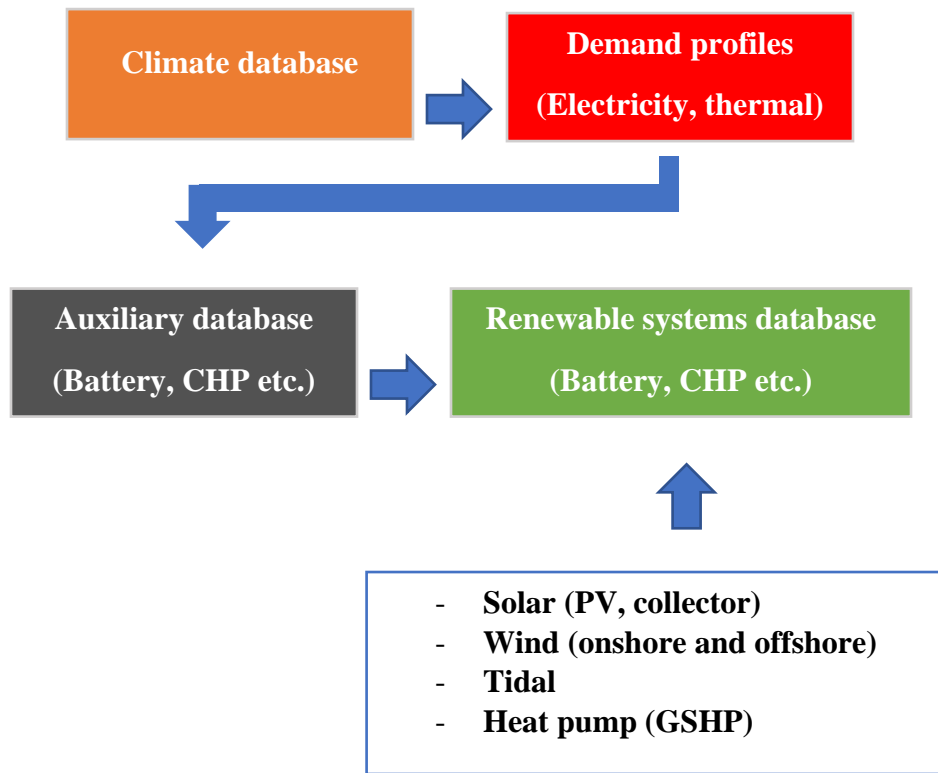 Climate database
Demand profiles
(Electricity, thermal)
Auxiliary database
(Battery, CHP etc.)
Renewable systems database
(Battery, CHP etc.)
- Solar (PV, collector)
- Wind (onshore and offshore)
- Tidal
- Heat pump (GSHP)